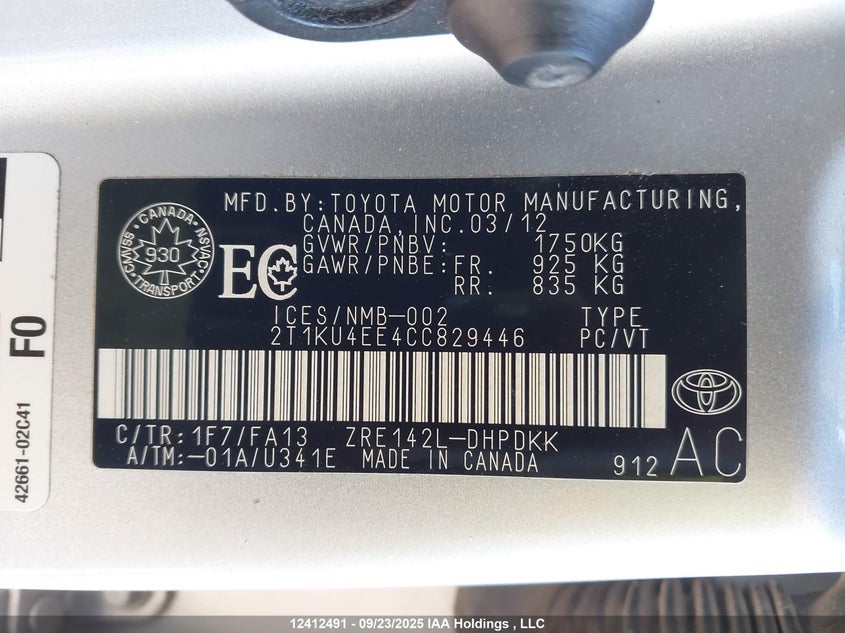 MFD.BY:TOYOTA MOTOR MANUFACTURING,
CANADA,INC.03/12
GVWR/PNBV: 1750KG
GAWR/PNBE:FR. 925 KG
RR. 835 KG
CANADA
CMVSS 930 NSVAC
TRANSPORT
EC
ICES/NMB-002 TYPE
2T1KU4EE4CC829446 PC/VT
C/TR:1F7/FA13 ZRE142L-DHPDKK
A/TM:-01A/U341E MADE IN CANADA
912 AC
42661-02C41
F0
12412491 - 09/23/2025 IAA Holdings , LLC